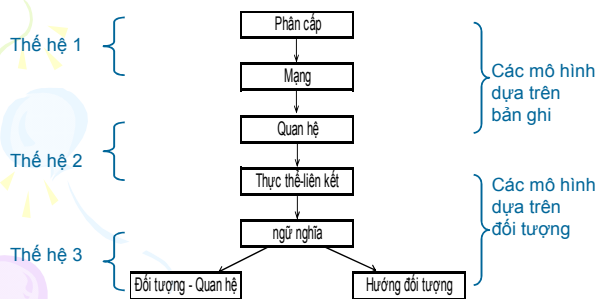 Phân cấp
Thế hệ 1
Mạng
Các mô hình
dựa trên
bản ghi
Quan hệ
Thế hệ 2
Thực thể-liên kết
Các mô hình
dựa trên
đối tượng
ngữ nghĩa
Thế hệ 3
Đối tượng - Quan hệ
Hướng đối tượng